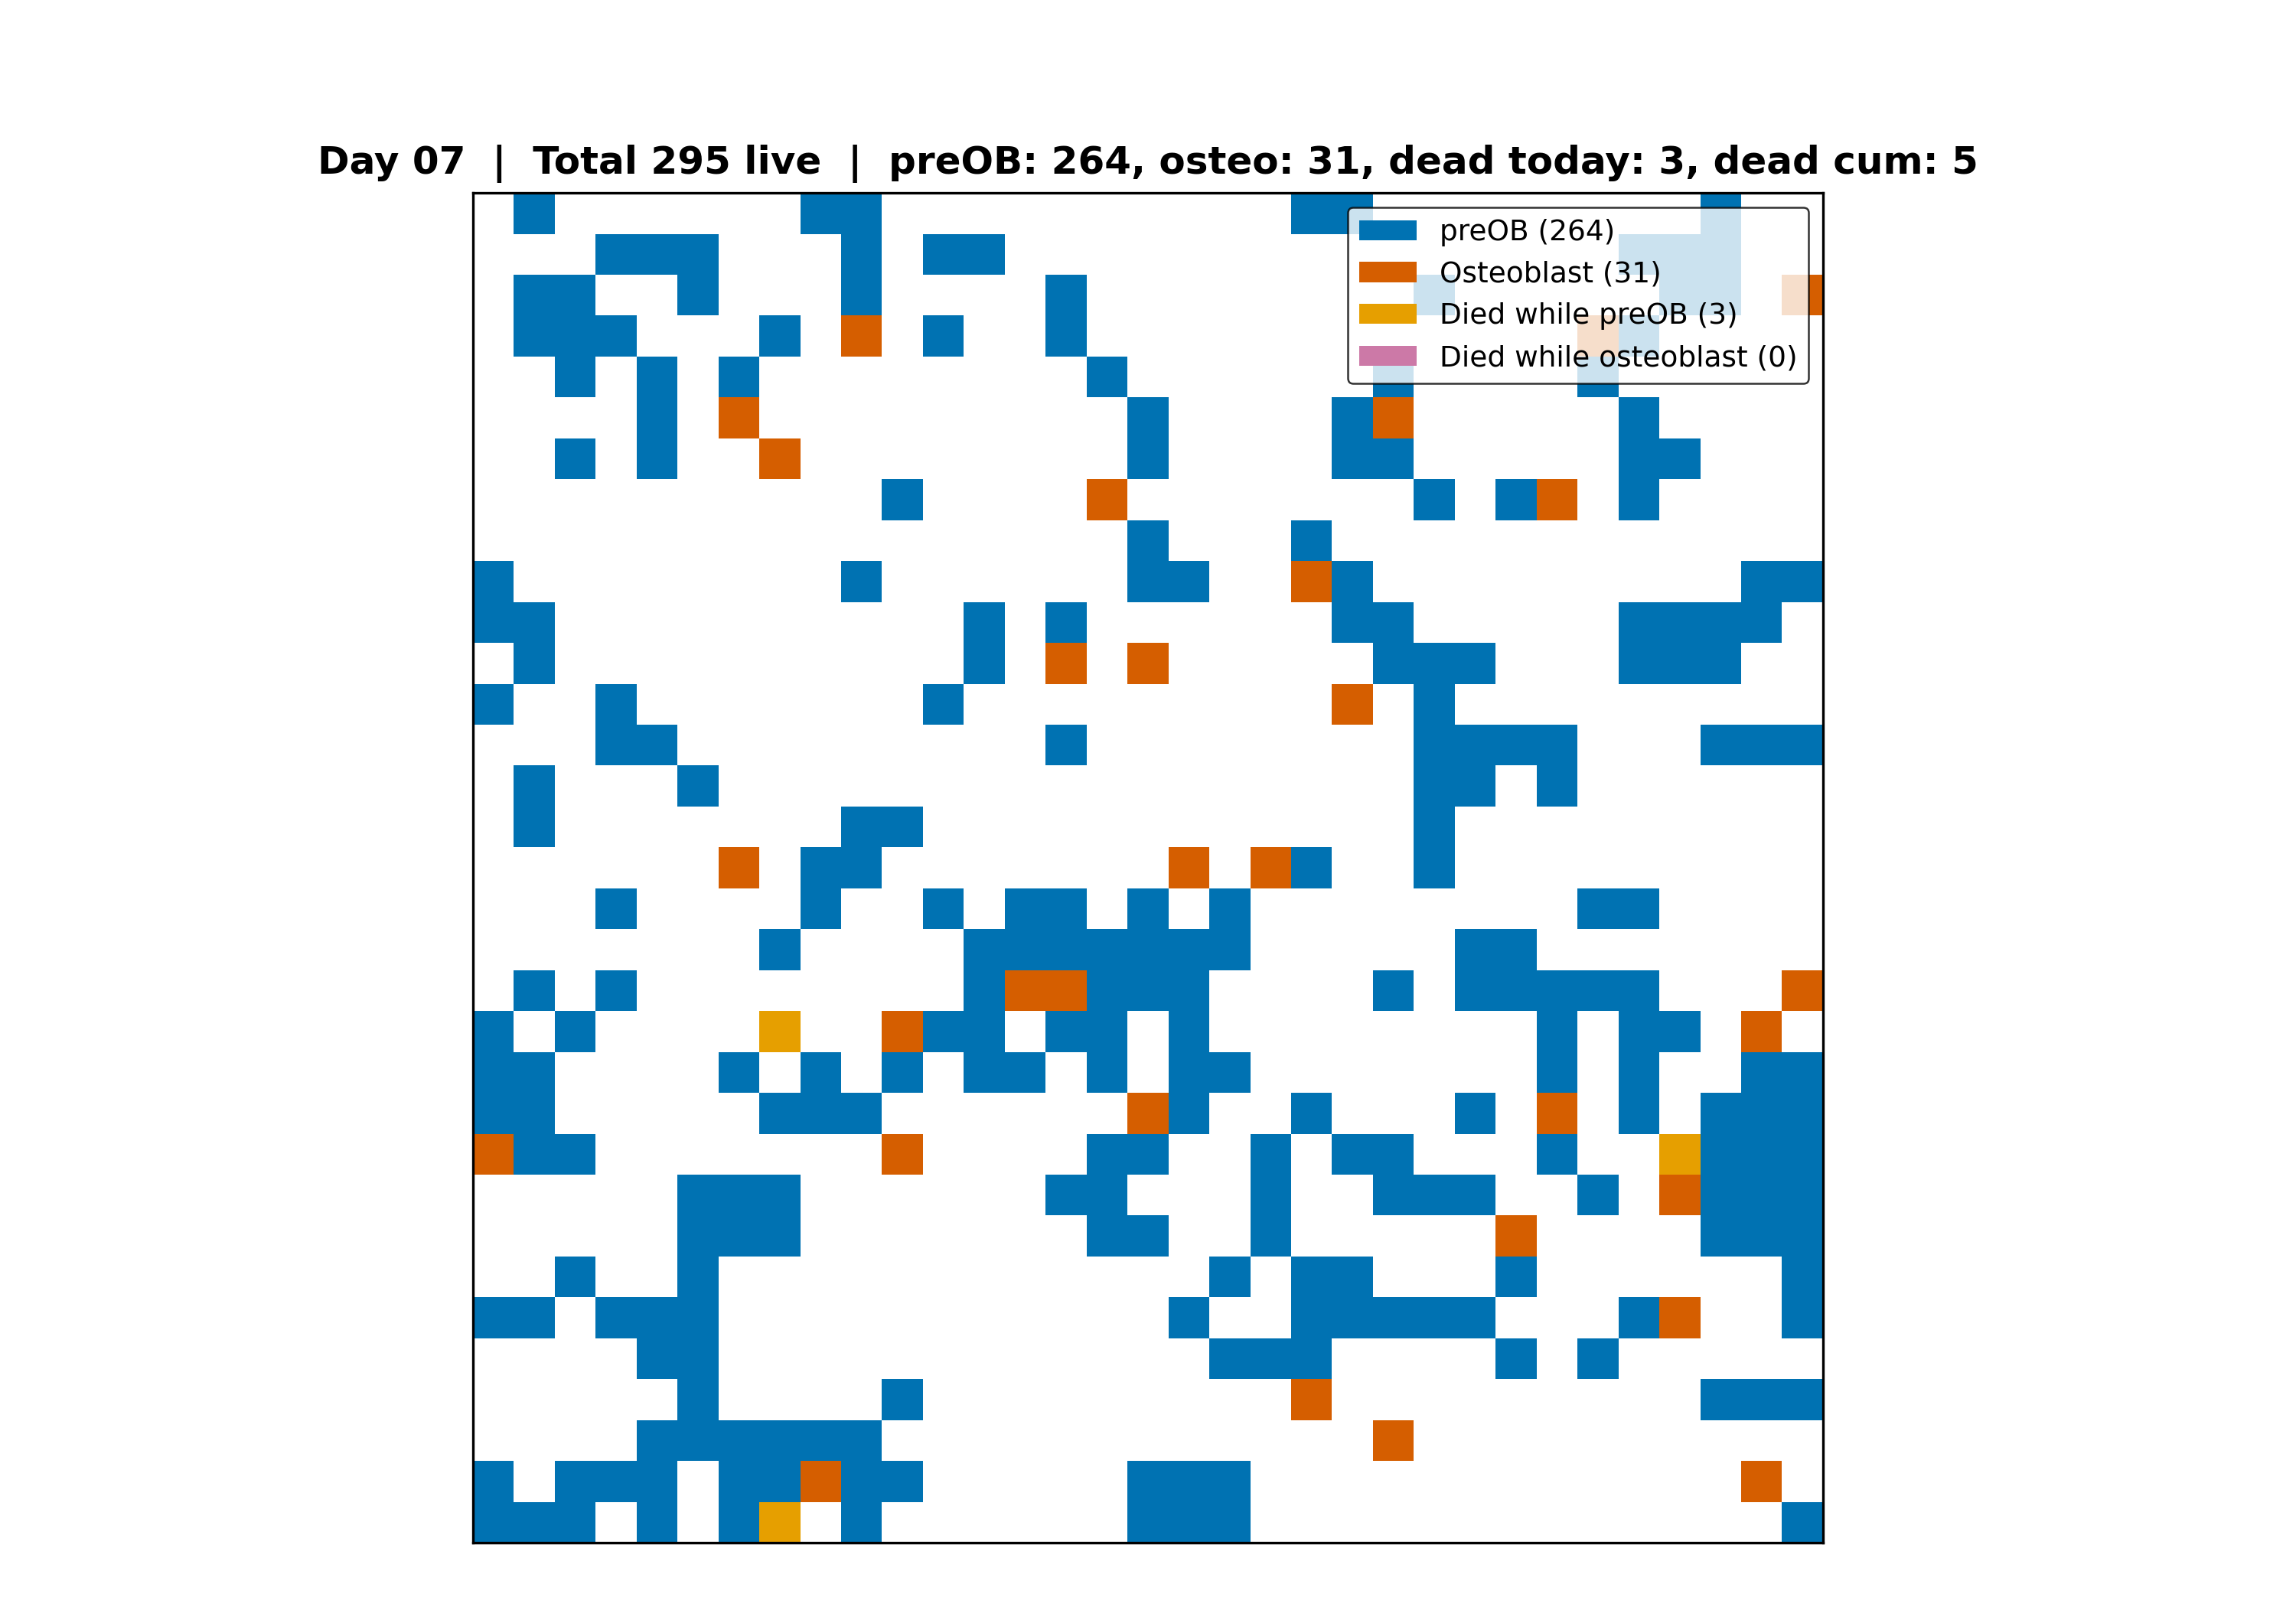 Day 07 | Total 295 live | preOB: 264, osteo: 31, dead today: 3, dead cum: 5
preOB (264)
Osteoblast (31)
Died while preOB (3)
Died while osteoblast (0)